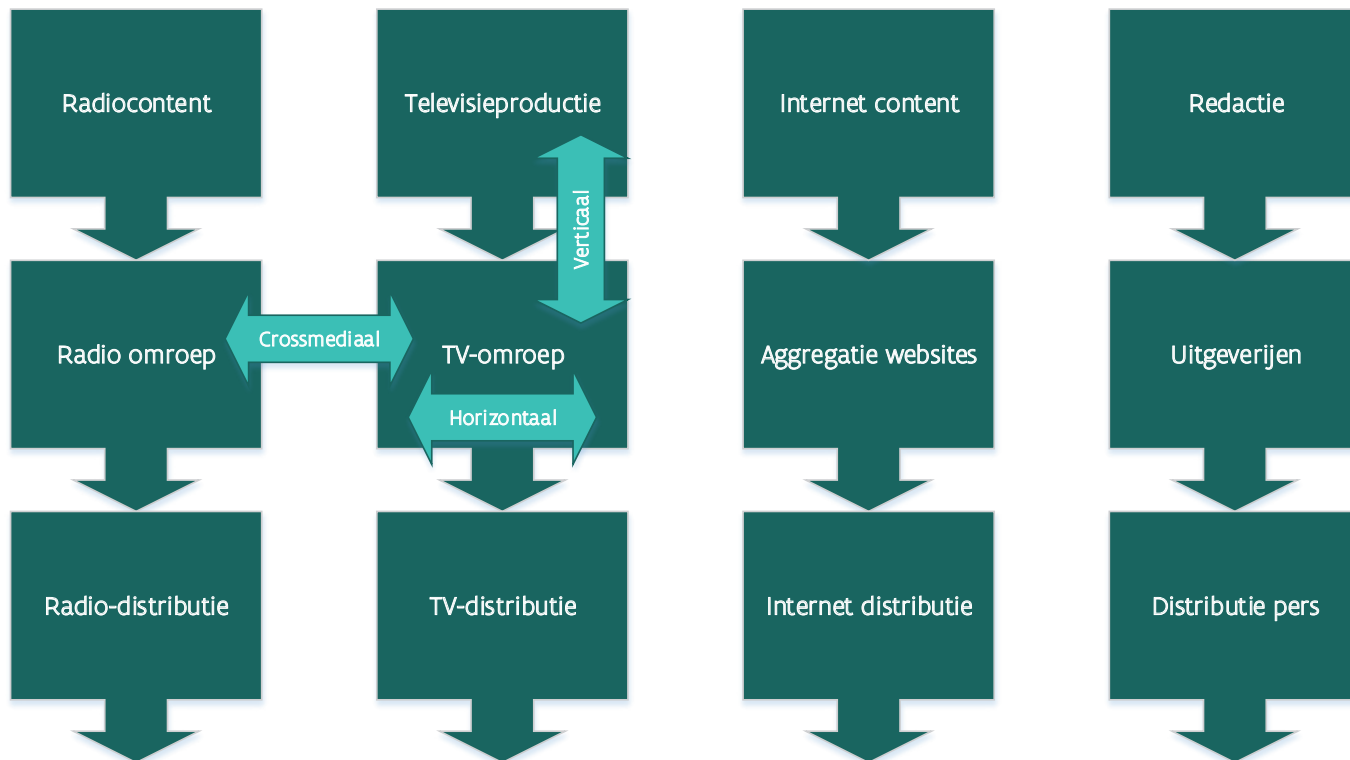 Radiocontent
Televisieproductie
Internet content
Redactie
Verticaal
Radio omroep
Crossmediaal
TV-omroep
Horizontaal
Aggregatie websites
Uitgeverijen
Radio-distributie
TV-distributie
Internet distributie
Distributie pers